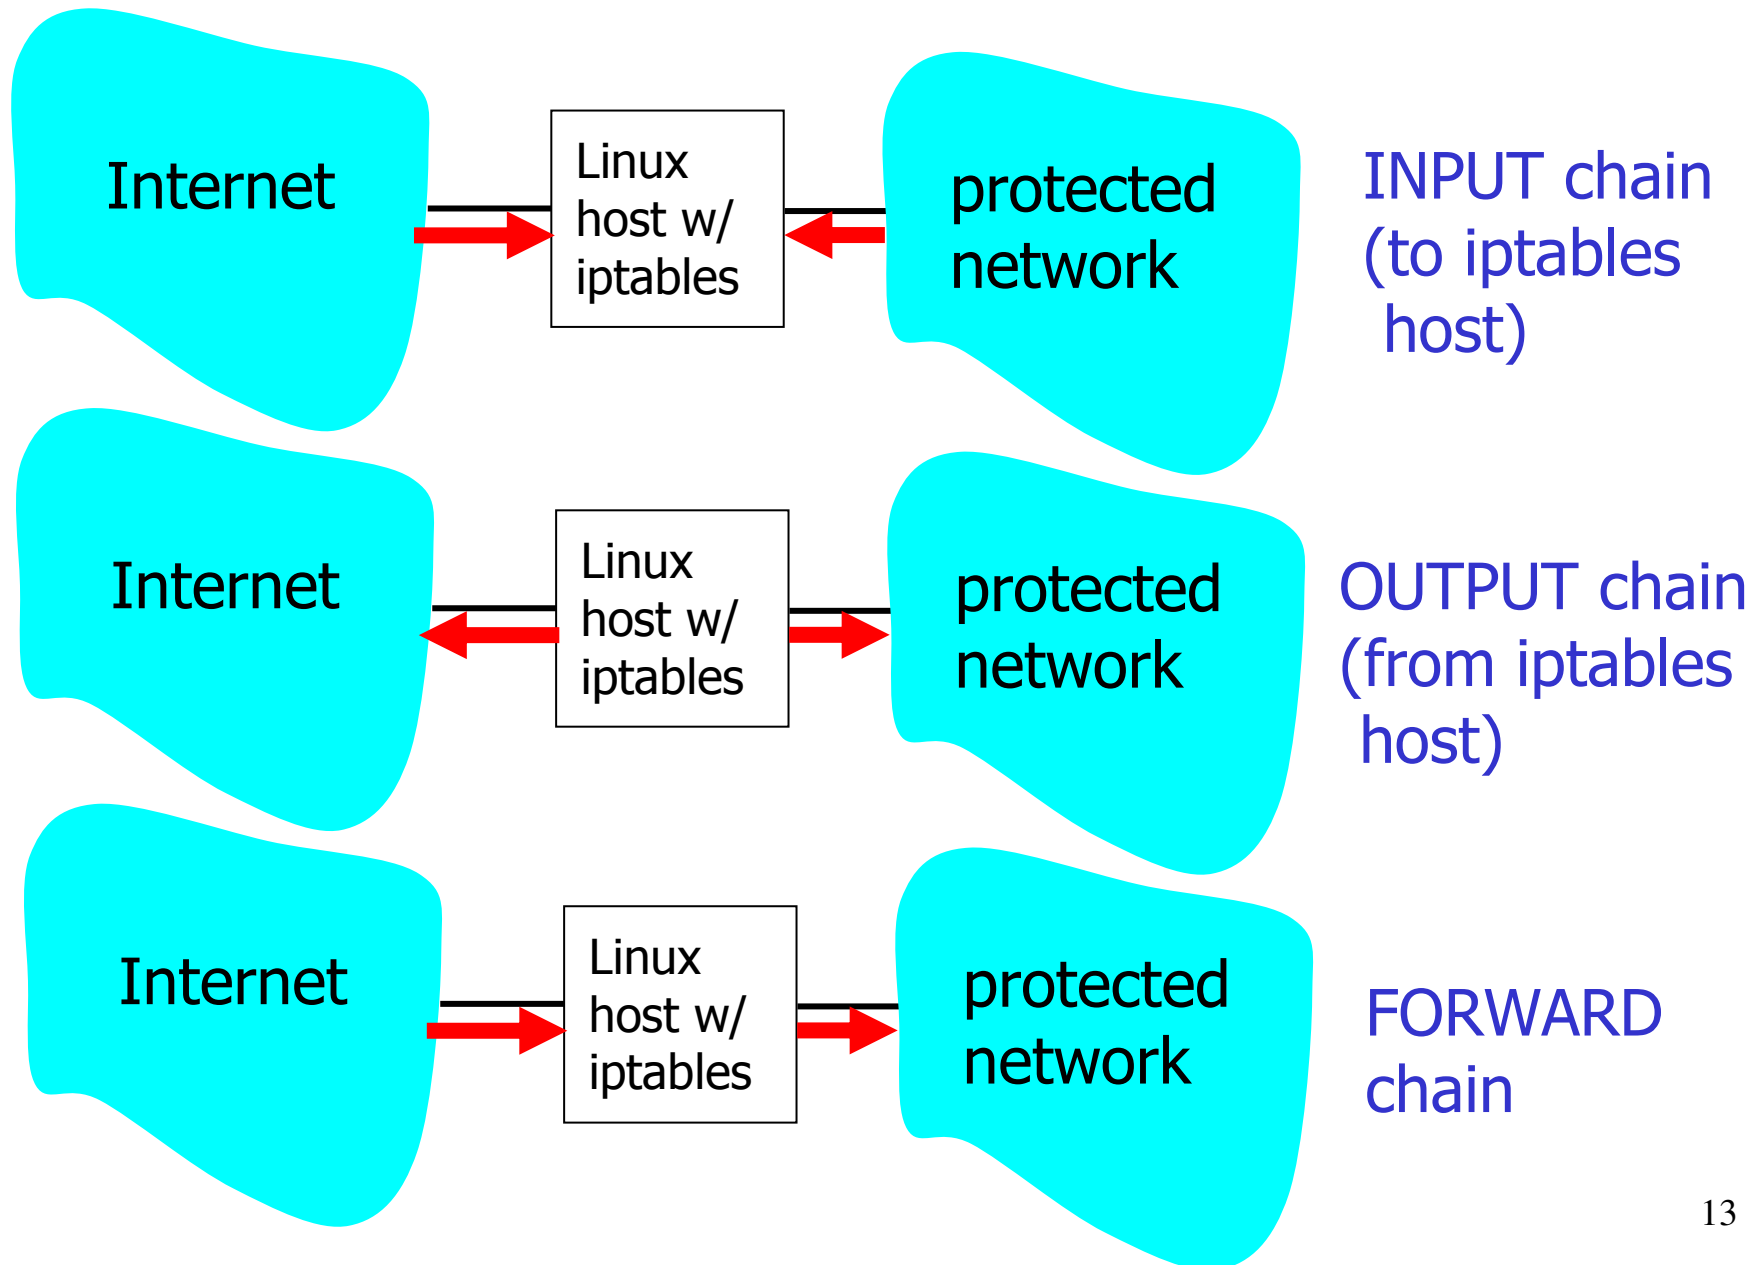 Internet
Linux
host w/
iptables
protected
network
INPUT chain
(to iptables
host)
Internet
Linux
host w/
iptables
protected
network
OUTPUT chain
(from iptables
host)
Internet
Linux
host w/
iptables
protected
network
FORWARD
chain
13